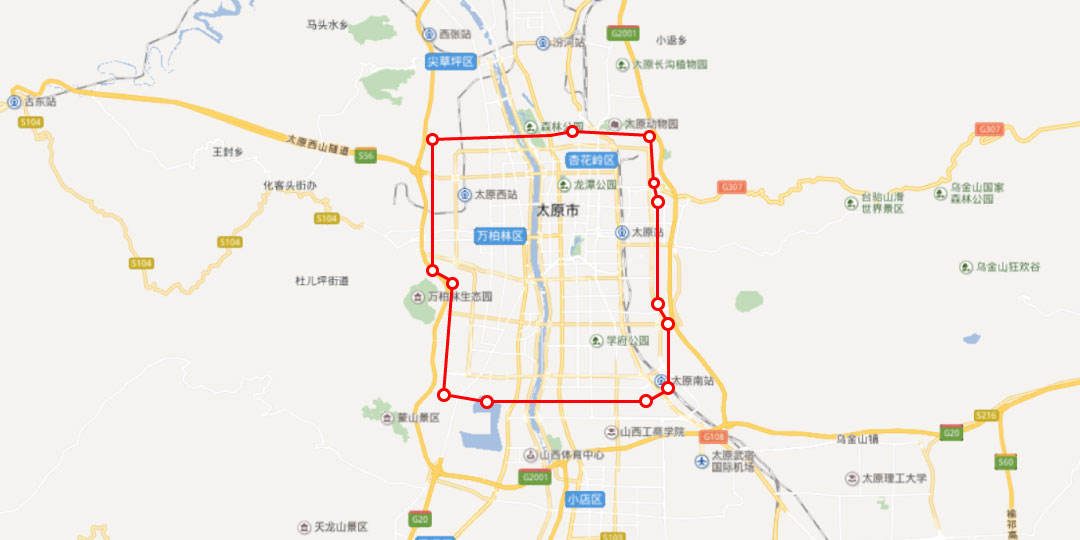 马头水乡
西张站
汾河站
G2001
小返乡
尖草坪区
太原长沟植物园
古东站
S104
森林公园
太原动物园
G307
太原西山隧道
S56
王封乡
杏花岭区
化客头街办
太原西站
龙潭公园
G307
乌金山国家
森林公园
台骀山滑
世界景区
太原市
S104
S104
万柏林区
太原站
S104
杜儿坪街道
万柏林生态园
乌金山狂欢谷
学府公园
太原南站
蒙山景区
S216
山西工商学院
G108
G20
乌金山镇
山西体育中心
太原武宿
国际机场
S60
G2001
太原理工大学
小店区
G20
天龙山景区
榆祁高